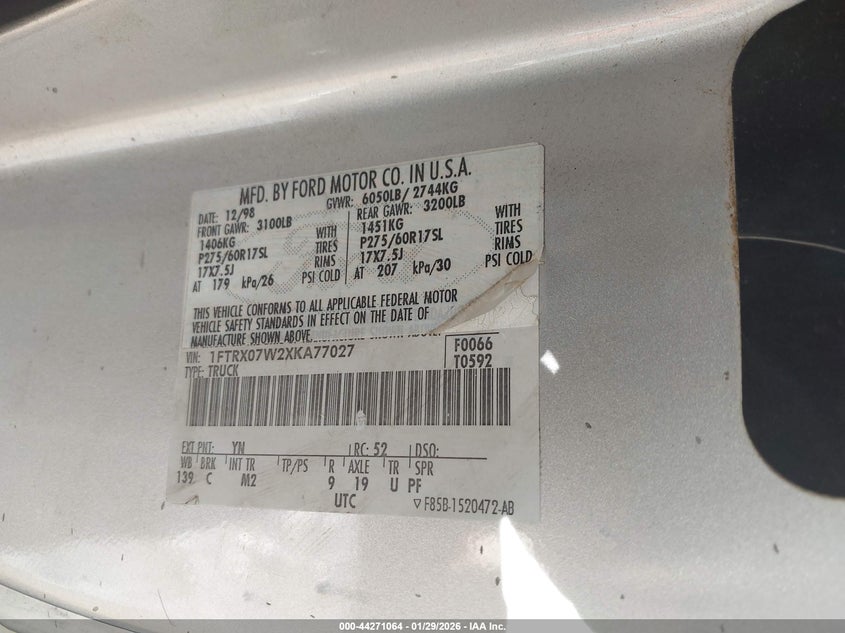 MFD. BY FORD MOTOR CO. IN U.S.A.
DATE: 12/98 GVWR: 6050LB/ 2744KG
FRONT GAWR: 3100LB REAR GAWR: 3200LB
1406KG WITH 1451KG WITH
P275/60R17SL TIRES P275/60R17SL TIRES
17X7.5J RIMS 17X7.5J RIMS
AT 179 kPa/26 PSI COLD AT 207 kPa/30 PSI COLD
THIS VEHICLE CONFORMS TO ALL APPLICABLE FEDERAL MOTOR
VEHICLE SAFETY STANDARDS IN EFFECT ON THE DATE OF
MANUFACTURE SHOWN ABOVE.
VIN: 1FTRX07W2XKA77027 F0066
TYPE: TRUCK T0592
EXT PNT: YN RC: 52 DSO:
WB BRK INT TR TP/PS R AXLE TR SPR
139 C M2 9 19 U PF
UTC ▽ F85B-1520472-AB
000-44271064 - 01/29/2026 - IAA Inc.